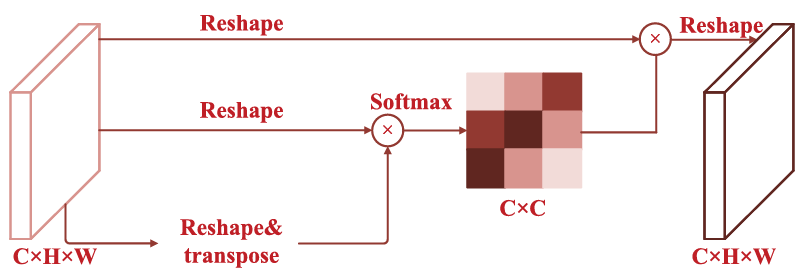 Reshape
×
Reshape
Reshape
Softmax
×
C×C
Reshape&
transpose
C×H×W
C×H×W